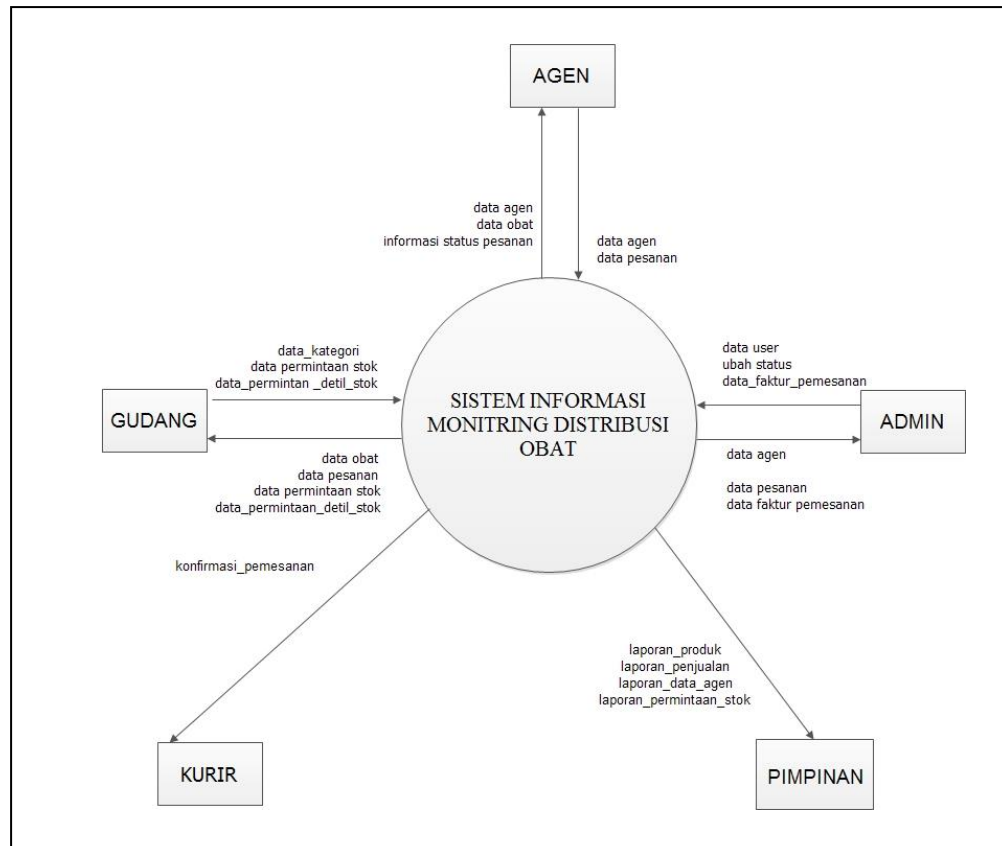 AGEN
data agen
data obat
informasi status pesanan
data agen
data pesanan
data_kategori
data permintaan stok
data_permintan _detil_stok
GUDANG
data obat
data pesanan
data permintaan stok
data_permintaan_detil_stok
SISTEM INFORMASI
MONITRING DISTRIBUSI
OBAT
data user
ubah status
data_faktur_pemesanan
ADMIN
data agen
data pesanan
data faktur pemesanan
konfirmasi_pemesanan
laporan_produk
laporan_penjualan
laporan_data_agen
laporan_permintaan_stok
KURIR
PIMPINAN